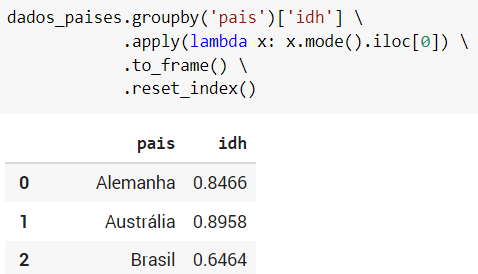 dados_paises.groupby('pais')['idh'] \
.apply(lambda x: x.mode().iloc[0]) \
.to_frame() \
.reset_index()
pais idh
0 Alemanha 0.8466
1 Austrália 0.8958
2 Brasil 0.6464